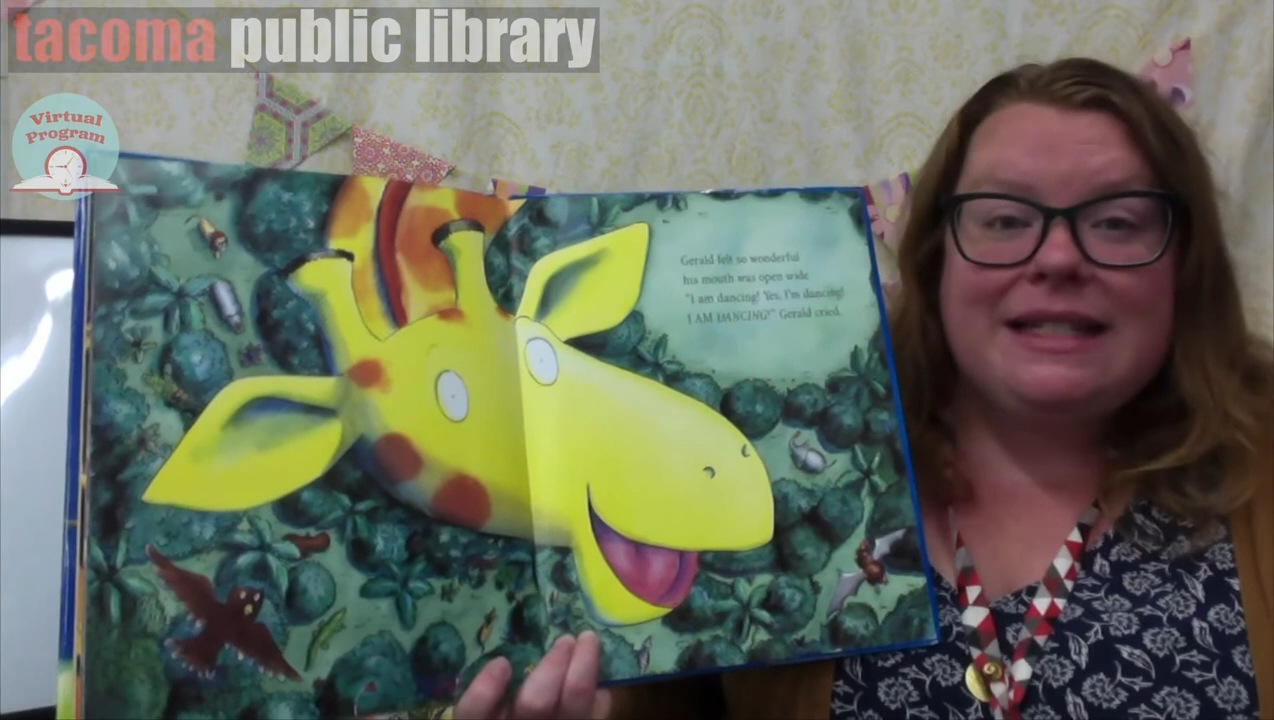 tacoma public library
Virtual
Program
Gerald felt so wonderful
his mouth was open wide
"I am dancing! Yes, I'm dancing!
I AM DANCING!" Gerald cried.